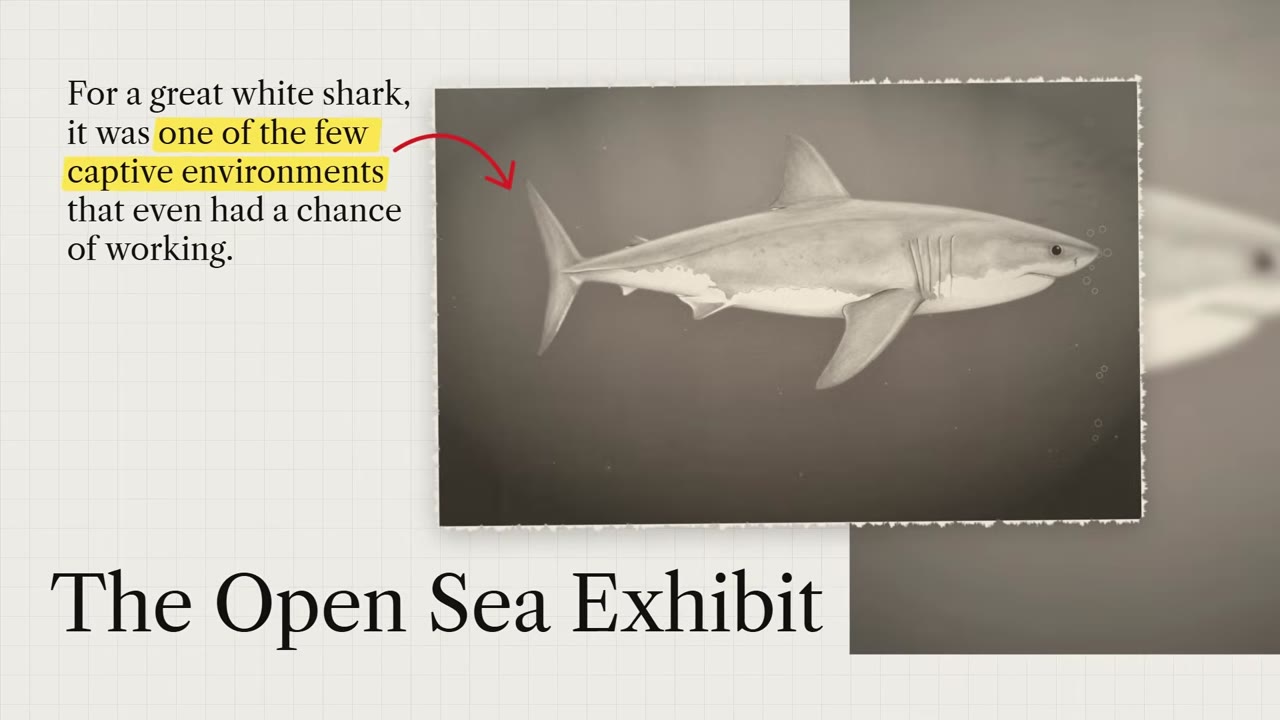 For a great white shark,
it was one of the few
captive environments
that even had a chance
of working.
The Open Sea Exhibit